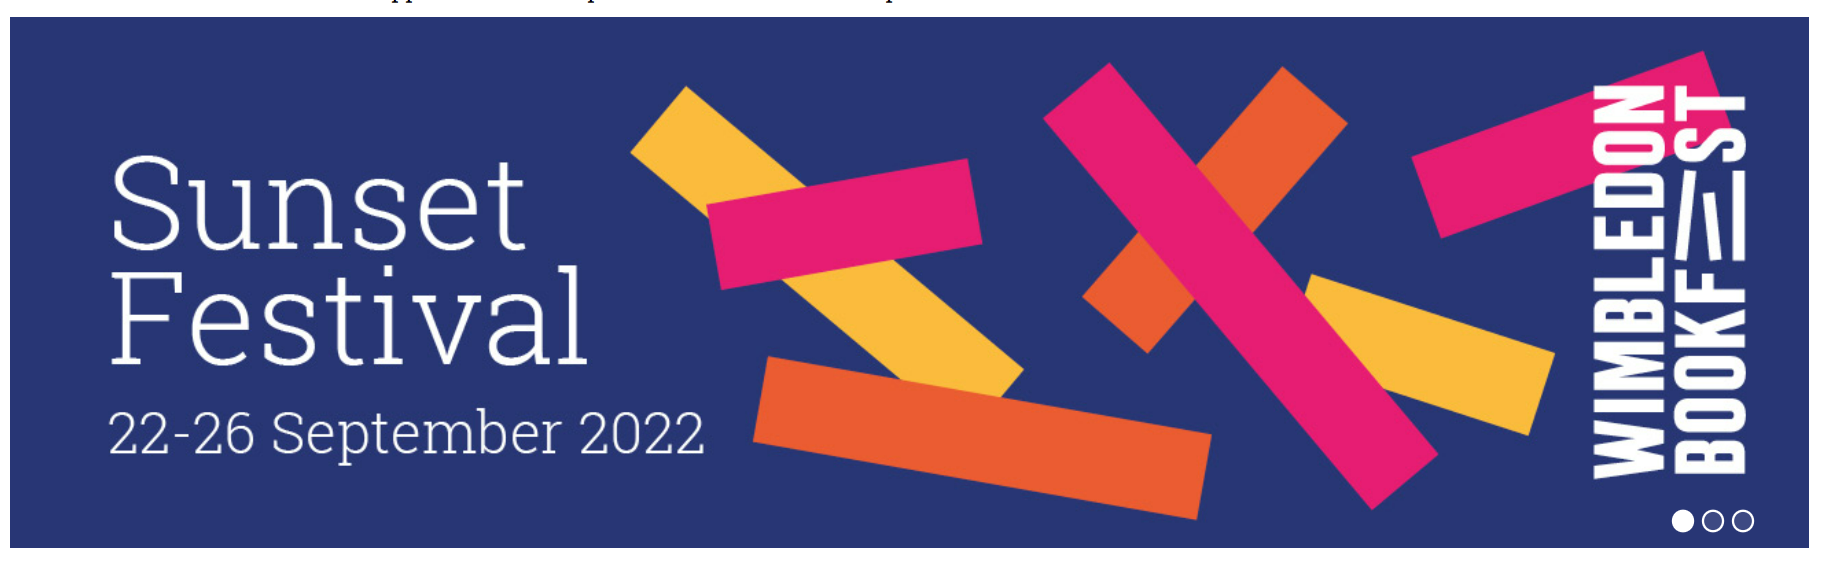 Sunset
Festival
22-26 September 2022
WIMBLEDON
BOOKFEST